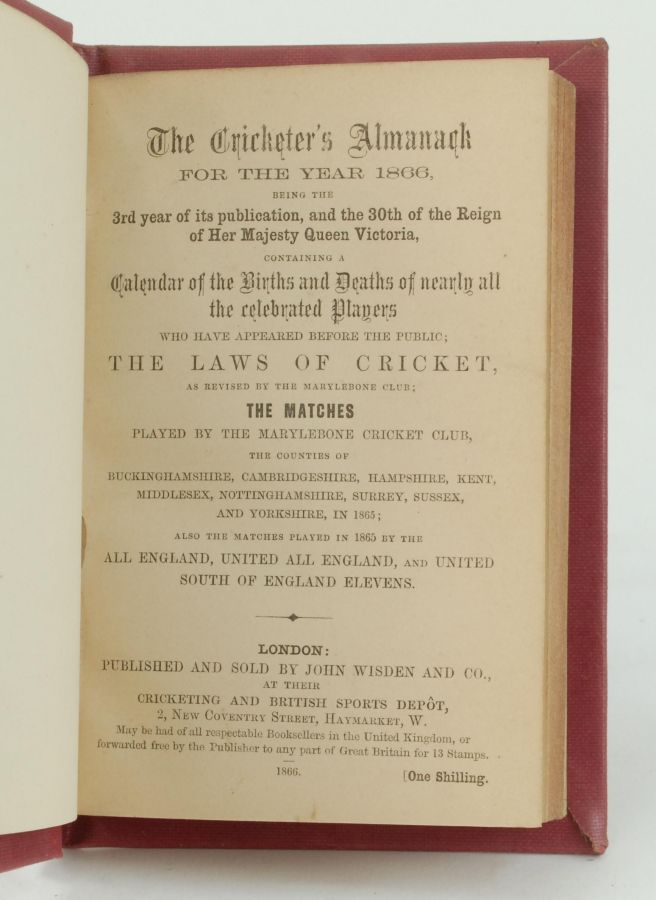 The Cricketer's Almanack
FOR THE YEAR 1866,
BEING THE
3rd year of its publication, and the 30th of the Reign
of Her Majesty Queen Victoria,
CONTAINING A
Calendar of the Births and Deaths of nearly all
the celebrated Players
WHO HAVE APPEARED BEFORE THE PUBLIC;
THE LAWS OF CRICKET,
AS REVISED BY THE MARYLEBONE CLUB;
THE MATCHES
PLAYED BY THE MARYLEBONE CRICKET CLUB,
THE COUNTIES OF
BUCKINGHAMSHIRE, CAMBRIDGESHIRE, HAMPSHIRE, KENT,
MIDDLESEX, NOTTINGHAMSHIRE, SURREY, SUSSEX,
AND YORKSHIRE, IN 1865;
ALSO THE MATCHES PLAYED IN 1865 BY THE
ALL ENGLAND, UNITED ALL ENGLAND, AND UNITED
SOUTH OF ENGLAND ELEVENS.
LONDON:
PUBLISHED AND SOLD BY JOHN WISDEN AND CO.,
AT THEIR
CRICKETING AND BRITISH SPORTS DEPÔT,
2, NEW COVENTRY STREET, HAYMARKET, W.
May be had of all respectable Booksellers in the United Kingdom, or
forwarded free by the Publisher to any part of Great Britain for 13 Stamps.
1866.
[One Shilling.